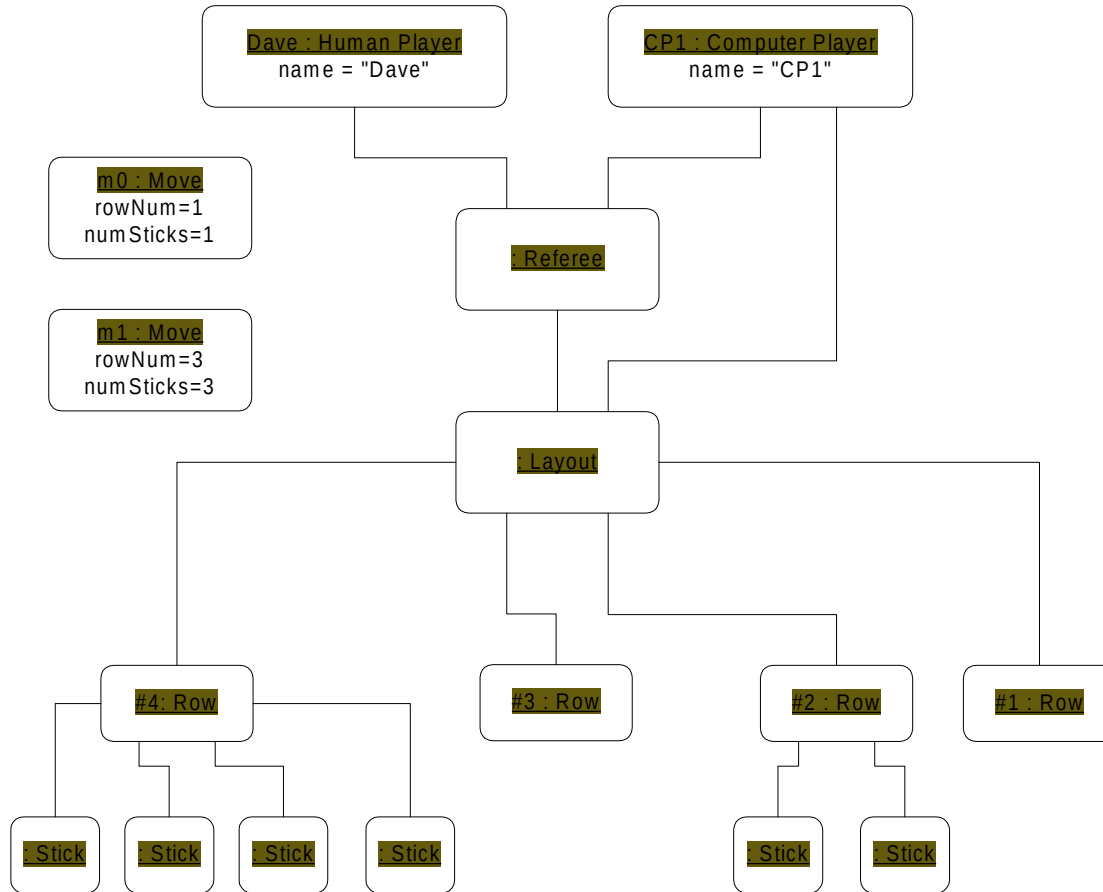 Dave : Human Player
name = "Dave"
CP1 : Computer Player
name = "CP1"
m0 : Move
rowNum=1
numSticks=1
: Referee
m1 : Move
rowNum=3
numSticks=3
: Layout
#4: Row
#3 : Row
#2 : Row
#1 : Row
: Stick
: Stick
: Stick
: Stick
: Stick
: Stick